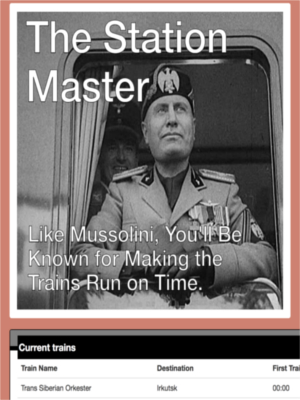 The Station
Master
Like Mussolini, You'll Be
Known for Making the
Trains Run on Time.
Current trains
Train Name Destination First Trai
Trans Siberian Orkester Irkutsk 00:00